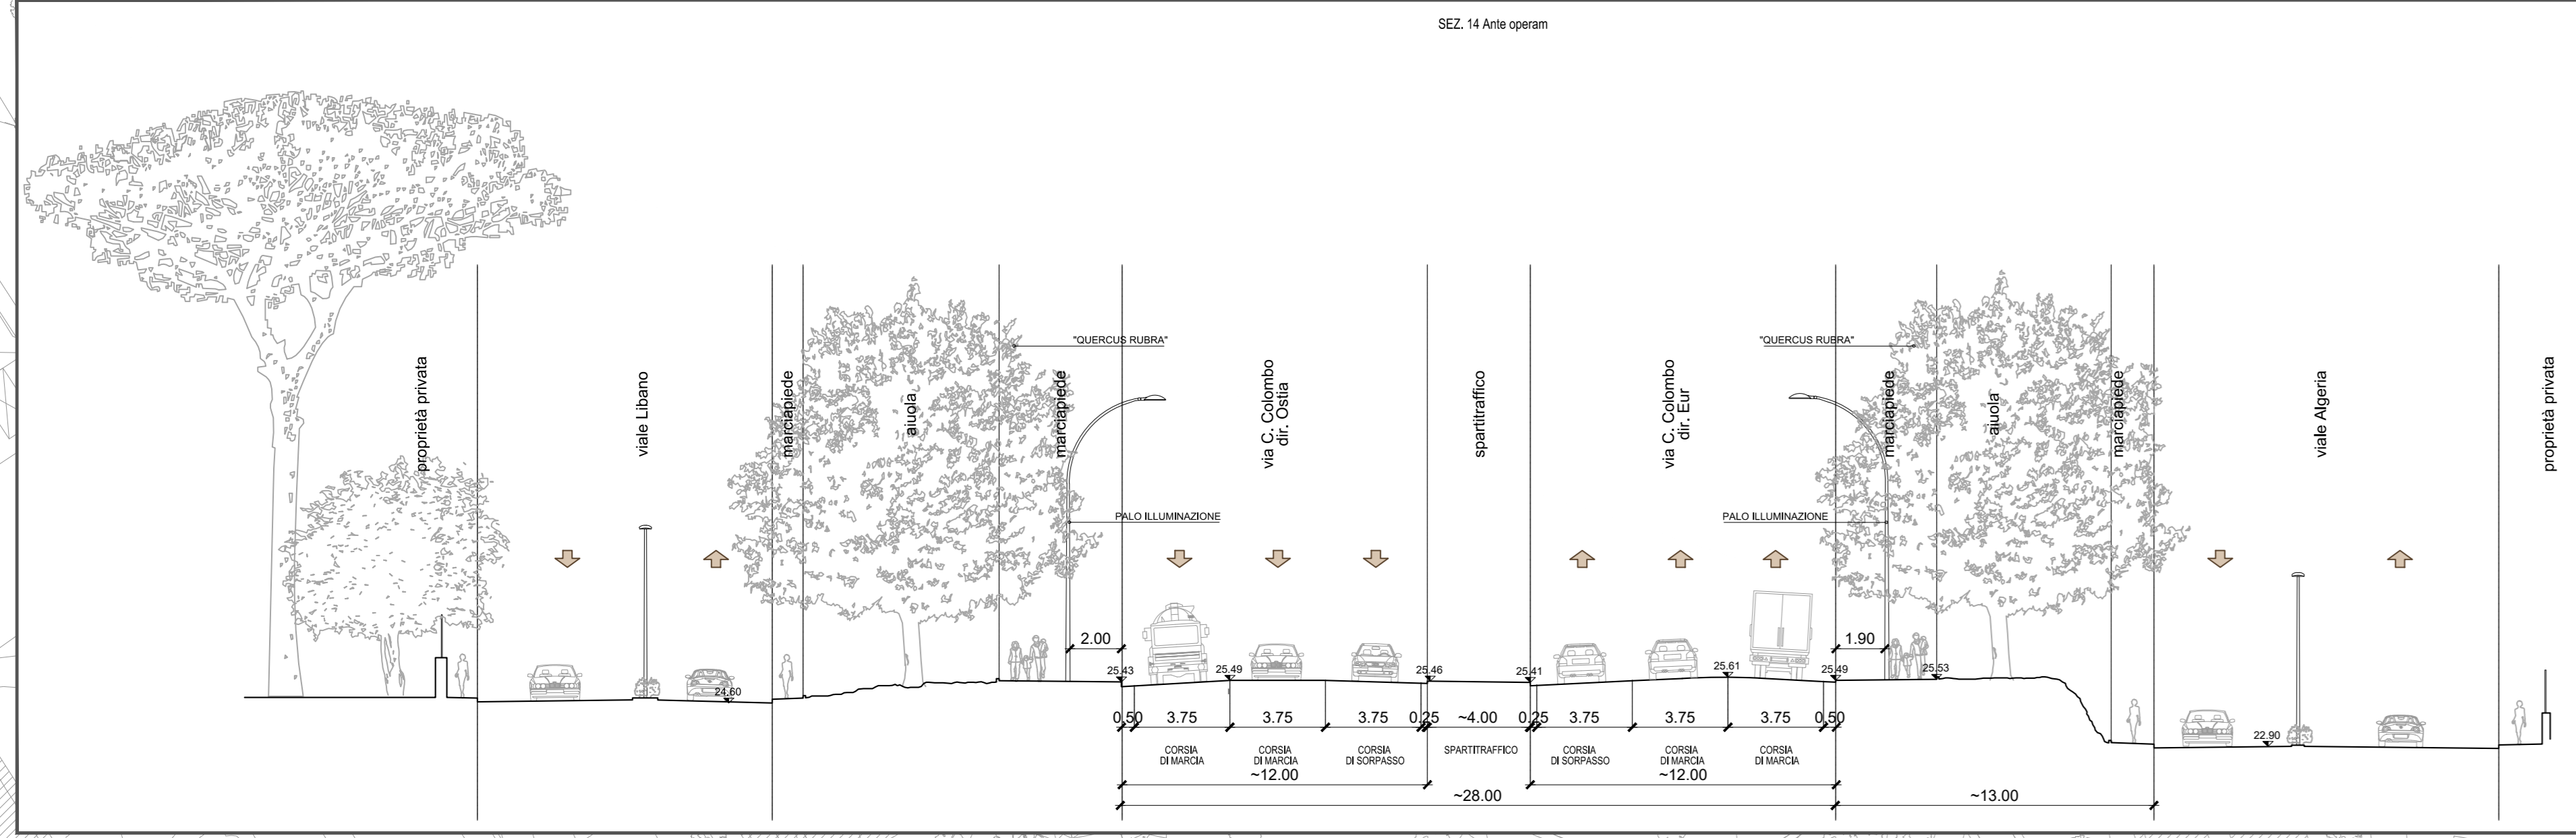 SEZ. 14 Ante operam
"QUERCUS RUBRA"
"QUERCUS RUBRA"
proprietà privata
viale Libano
marciapiede
aiuola
marciapiede
via C. Colombo
dir. Ostia
spartitraffico
via C. Colombo
dir. Eur
marciapiede
aiuola
marciapiede
viale Algeria
proprietà privata
PALO ILLUMINAZIONE
PALO ILLUMINAZIONE
2.00
1.90
24.60
25.43
25.49
25.46
25.41
25.61
25.49
25.53
22.90
0.50 3.75 3.75 3.75 0.25 ~4.00 0.25 3.75 3.75 3.75 0.50
CORSIA
DI MARCIA
CORSIA
DI MARCIA
CORSIA
DI SORPASSO
SPARTITRAFFICO
CORSIA
DI SORPASSO
CORSIA
DI MARCIA
CORSIA
DI MARCIA
~12.00
~12.00
~28.00
~13.00